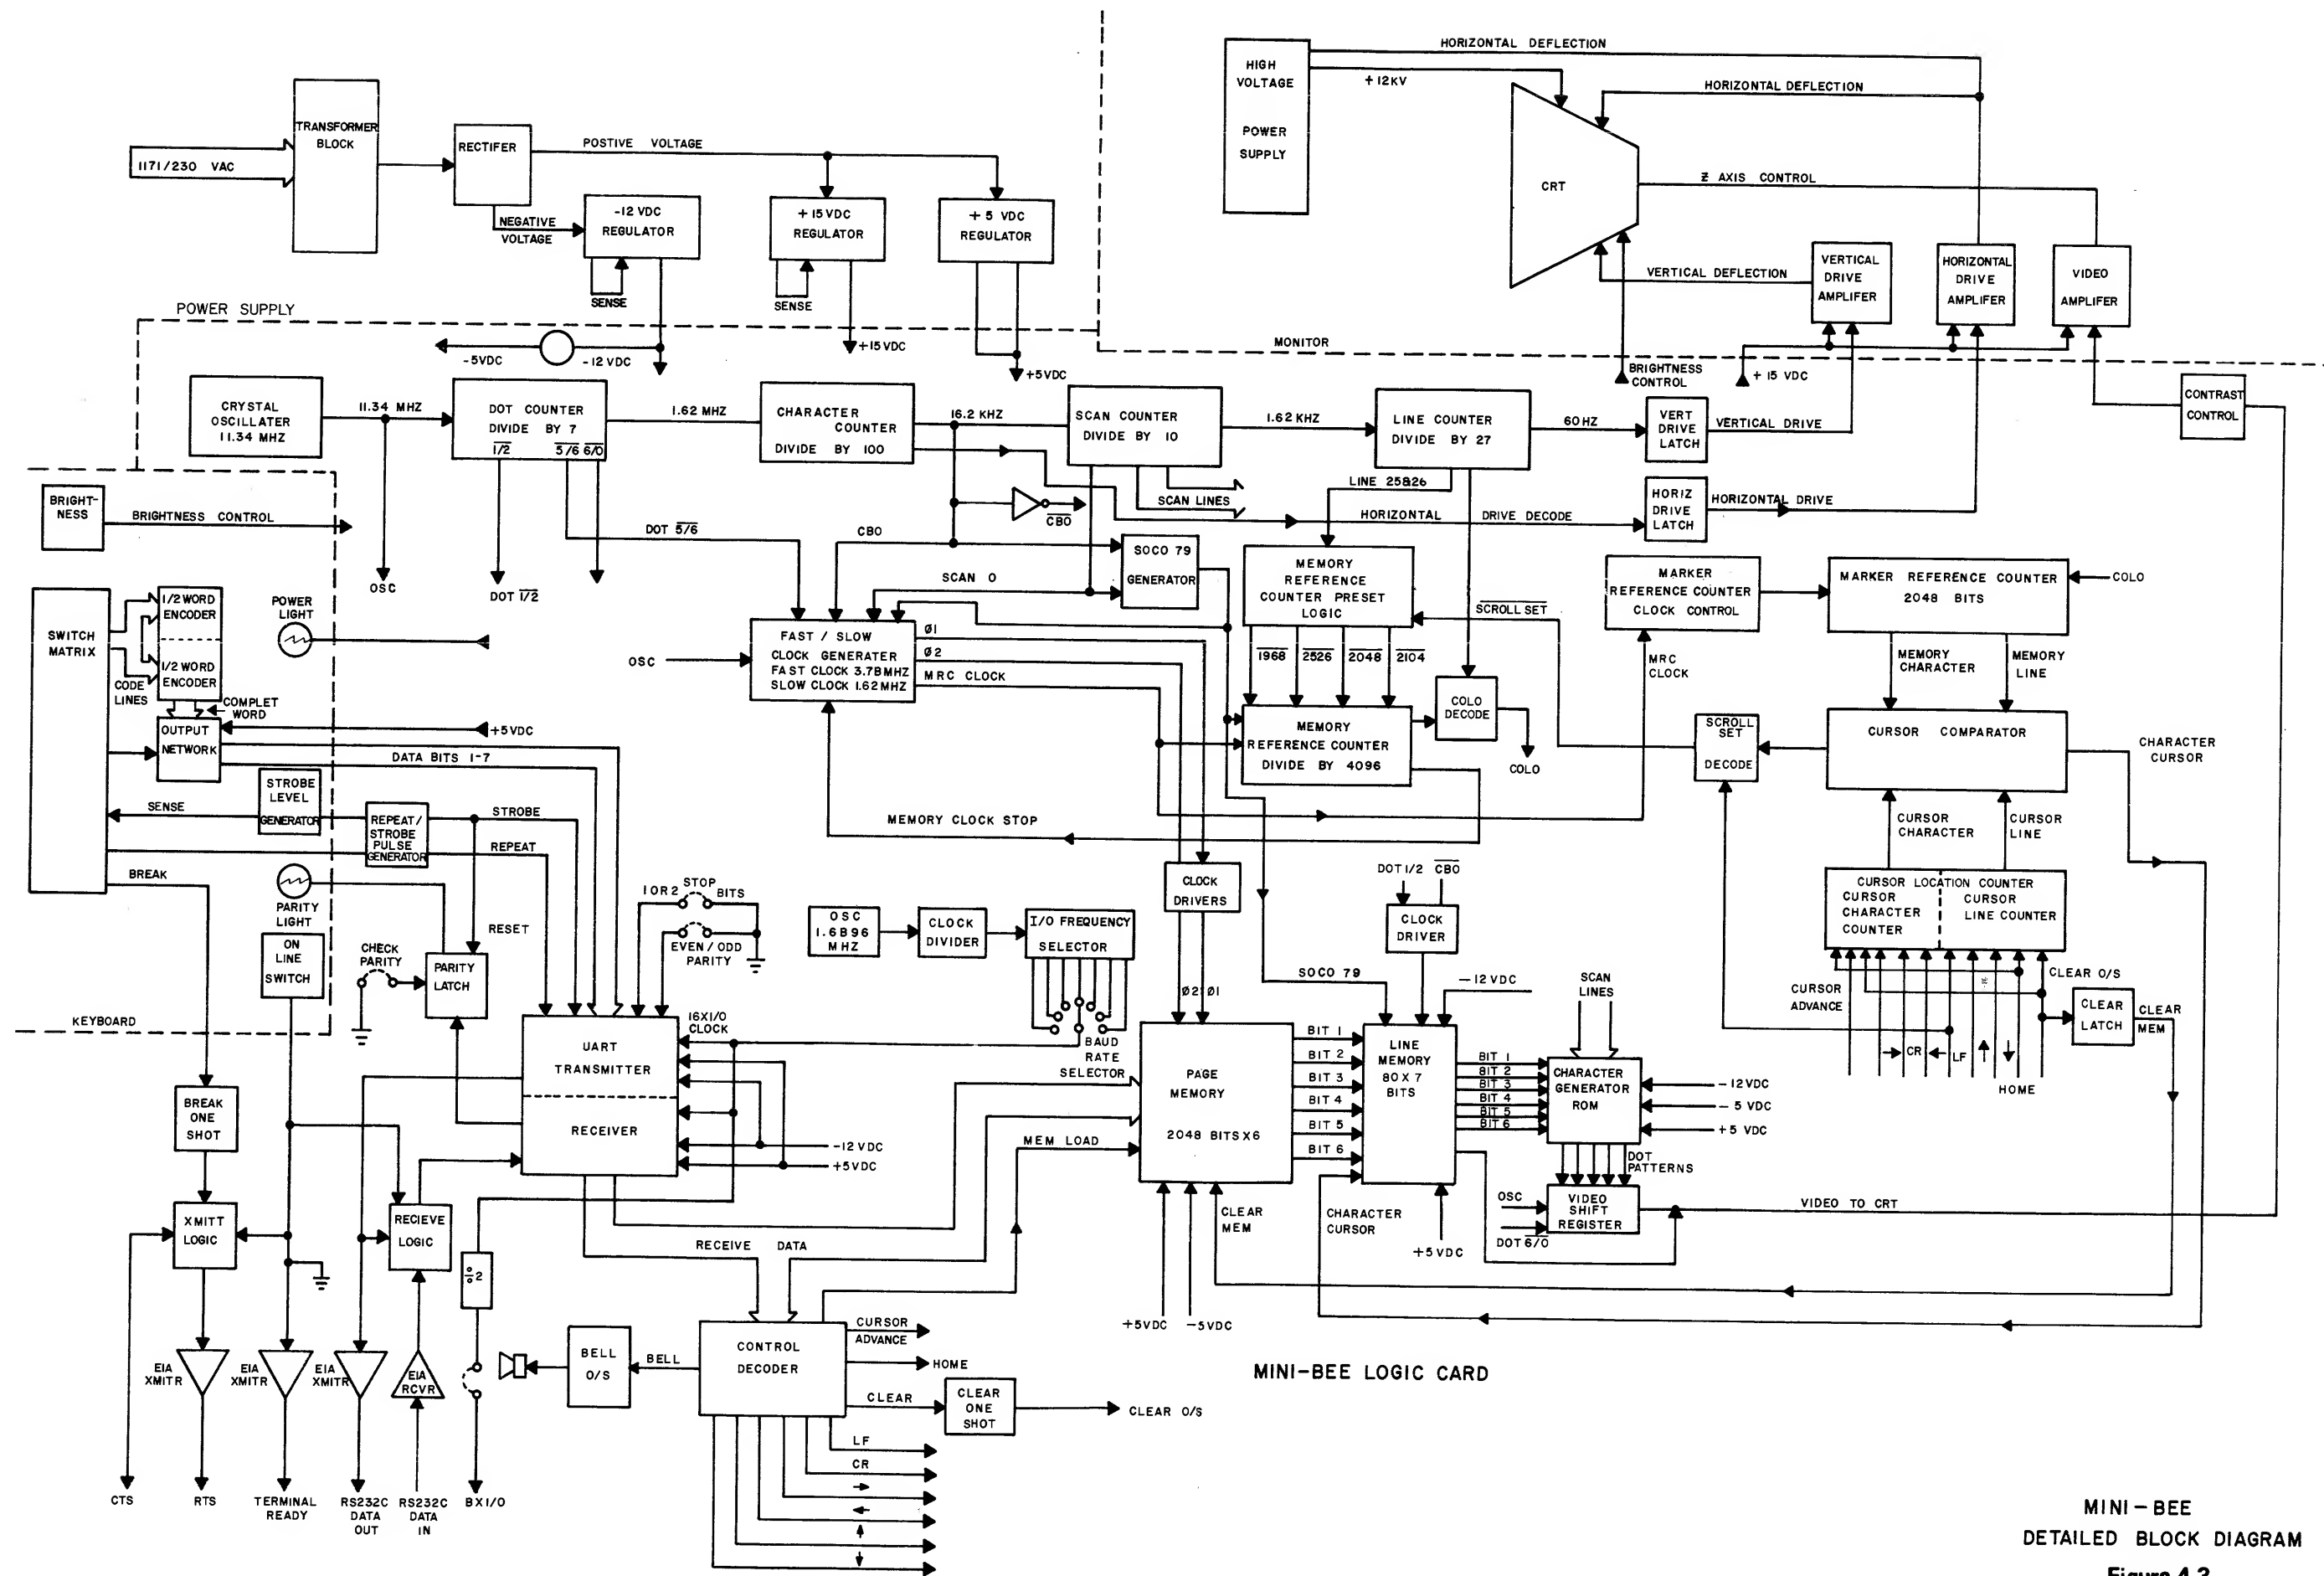 HORIZONTAL DEFLECTION
HIGH
VOLTAGE
POWER
SUPPLY
+12KV
HORIZONTAL DEFLECTION
CRT
Z AXIS CONTROL
VERTICAL DEFLECTION
VERTICAL
DRIVE
AMPLIFER
HORIZONTAL
DRIVE
AMPLIFER
VIDEO
AMPLIFER
MONITOR
BRIGHTNESS
CONTROL
+ 15 VDC
CONTRAST
CONTROL
TRANSFORMER
BLOCK
1171/230 VAC
RECTIFER
POSTIVE VOLTAGE
NEGATIVE
VOLTAGE
-12 VDC
REGULATOR
+15VDC
REGULATOR
+ 5 VDC
REGULATOR
SENSE
SENSE
POWER SUPPLY
-5VDC
-12 VDC
+15VDC
+5VDC
CRYSTAL
OSCILLATER
11.34 MHZ
11.34 MHZ
DOT COUNTER
DIVIDE BY 7
1/2 5/6 6/0
1.62 MHZ
CHARACTER
COUNTER
DIVIDE BY 100
16.2 KHZ
SCAN COUNTER
DIVIDE BY 10
1.62 KHZ
LINE COUNTER
DIVIDE BY 27
60HZ
VERT
DRIVE
LATCH
VERTICAL DRIVE
LINE 25&26
SCAN LINES
HORIZ
DRIVE
LATCH
HORIZONTAL DRIVE
HORIZONTAL DRIVE DECODE
CBO
CBO
DOT 5/6
OSC
DOT 1/2
SCAN 0
SOCO 79
GENERATOR
BRIGHT-
NESS
BRIGHTNESS CONTROL
SWITCH
MATRIX
1/2 WORD
ENCODER
1/2 WORD
ENCODER
CODE
LINES
COMPLET
WORD
POWER
LIGHT
OUTPUT
NETWORK
+5VDC
DATA BITS 1-7
STROBE
LEVEL
GENERATOR
SENSE
REPEAT/
STROBE
PULSE
GENERATOR
STROBE
REPEAT
BREAK
PARITY
LIGHT
RESET
ON
LINE
SWITCH
CHECK
PARITY
PARITY
LATCH
KEYBOARD
MEMORY
REFERENCE
COUNTER PRESET
LOGIC
SCROLL SET
1968 2526 2048 2104
FAST / SLOW
CLOCK GENERATER
FAST CLOCK 3.78MHZ
SLOW CLOCK 1.62MHZ
OSC
Ø1
Ø2
MRC CLOCK
MEMORY
REFERENCE COUNTER
DIVIDE BY 4096
COLO
DECODE
COLO
MEMORY CLOCK STOP
MARKER
REFERENCE COUNTER
CLOCK CONTROL
MARKER REFERENCE COUNTER
2048 BITS
COLO
MRC
CLOCK
MEMORY
CHARACTER
MEMORY
LINE
SCROLL
SET
DECODE
CURSOR COMPARATOR
CHARACTER
CURSOR
CURSOR
CHARACTER
CURSOR
LINE
CURSOR LOCATION COUNTER
CURSOR
CHARACTER
COUNTER
CURSOR
LINE COUNTER
CURSOR
ADVANCE
CLEAR O/S
CLEAR
LATCH
CLEAR
MEM
→ CR ← LF ↑ ↓
HOME
1 OR 2 STOP BITS
EVEN / ODD
PARITY
OSC
1.6B96
MHZ
CLOCK
DIVIDER
I/O FREQUENCY
SELECTOR
BAUD
RATE
SELECTOR
CLOCK
DRIVERS
DOT 1/2 CBO
CLOCK
DRIVER
SOCO 79
-12 VDC
Ø2 Ø1
16X1/0
CLOCK
UART
TRANSMITTER
RECEIVER
-12 VDC
+5VDC
PAGE
MEMORY
2048 BITS X6
MEM LOAD
BIT 1
BIT 2
BIT 3
BIT 4
BIT 5
BIT 6
LINE
MEMORY
80 X 7
BITS
BIT 1
BIT 2
BIT 3
BIT 4
BIT 5
BIT 6
SCAN
LINES
CHARACTER
GENERATOR
ROM
-12VDC
- 5 VDC
+5 VDC
DOT
PATTERNS
OSC
DOT 6/0
VIDEO
SHIFT
REGISTER
VIDEO TO CRT
CLEAR
MEM
CHARACTER
CURSOR
+5VDC
+5VDC
-5VDC
BREAK
ONE
SHOT
XMITT
LOGIC
RECIEVE
LOGIC
÷2
RECEIVE DATA
EIA
XMITR
EIA
XMITR
EIA
XMITR
EIA
RCVR
CTS
RTS
TERMINAL
READY
RS232C
DATA
OUT
RS232C
DATA
IN
BX1/0
BELL
O/S
BELL
CONTROL
DECODER
CURSOR
ADVANCE
HOME
CLEAR
CLEAR
ONE
SHOT
CLEAR O/S
LF
CR
→
←
↑
↓
MINI-BEE LOGIC CARD
MINI-BEE
DETAILED BLOCK DIAGRAM